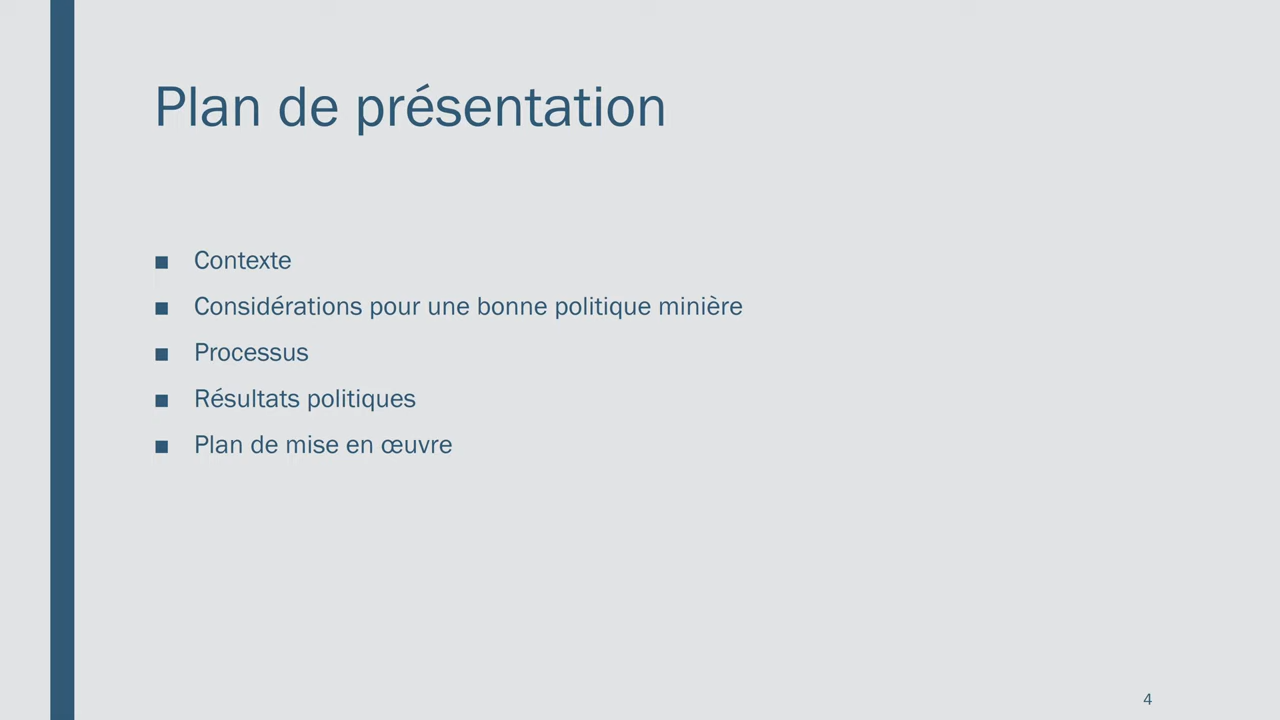 Plan de présentation
■ Contexte
■ Considérations pour une bonne politique minière
■ Processus
■ Résultats politiques
■ Plan de mise en œuvre
4